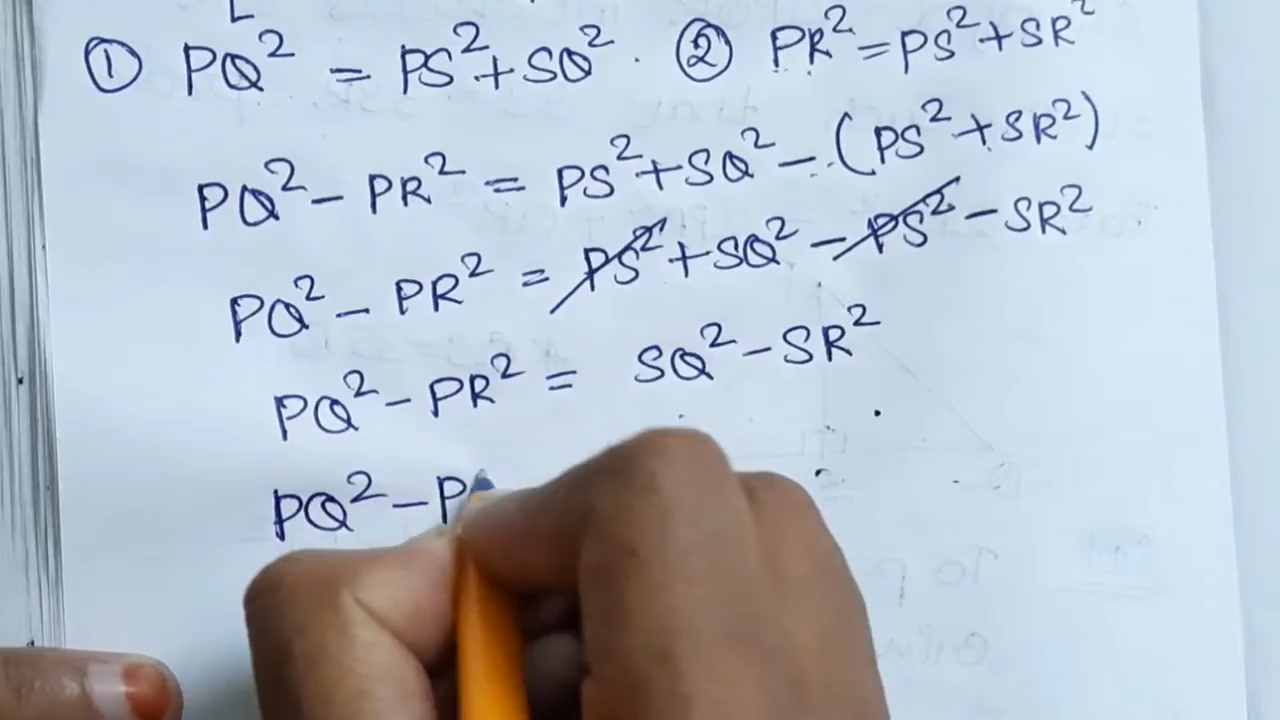 ① PQ² = PS² + SQ². ② PR² = PS² + SR²
PQ² - PR² = PS² + SQ² - (PS² + SR²)
PQ² - PR² = PS² + SQ² - PS² - SR²
PQ² - PR² = SQ² - SR²
PQ² - P